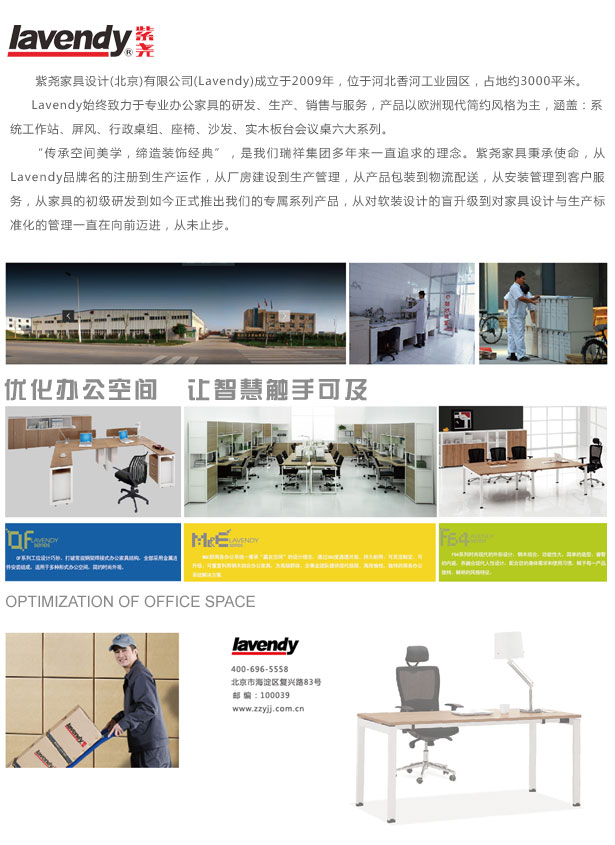 lavendy® 紫尧
紫尧家具设计(北京)有限公司(Lavendy)成立于2009年，位于河北香河工业园区，占地约3000平米。
Lavendy始终致力于专业办公家具的研发、生产、销售与服务，产品以欧洲现代简约风格为主，涵盖：系
统工作站、屏风、行政桌组、座椅、沙发、实木板台会议桌六大系列。
“传承空间美学，缔造装饰经典”，是我们瑞祥集团多年来一直追求的理念。紫尧家具秉承使命，从
Lavendy品牌名的注册到生产运作，从厂房建设到生产管理，从产品包装到物流配送，从安装管理到客户服
务，从家具的初级研发到如今正式推出我们的专属系列产品，从对软装设计的盲升级到对家具设计与生产标
准化的管理一直在向前迈进，从未止步。
优化办公空间 让智慧触手可及
QF LAVENDY series
M&E LAVENDY series
FE4 series
OPTIMIZATION OF OFFICE SPACE
lavendy
400-696-5558
北京市海淀区复兴路83号
邮编：100039
www.zzyjj.com.cn
lavendy